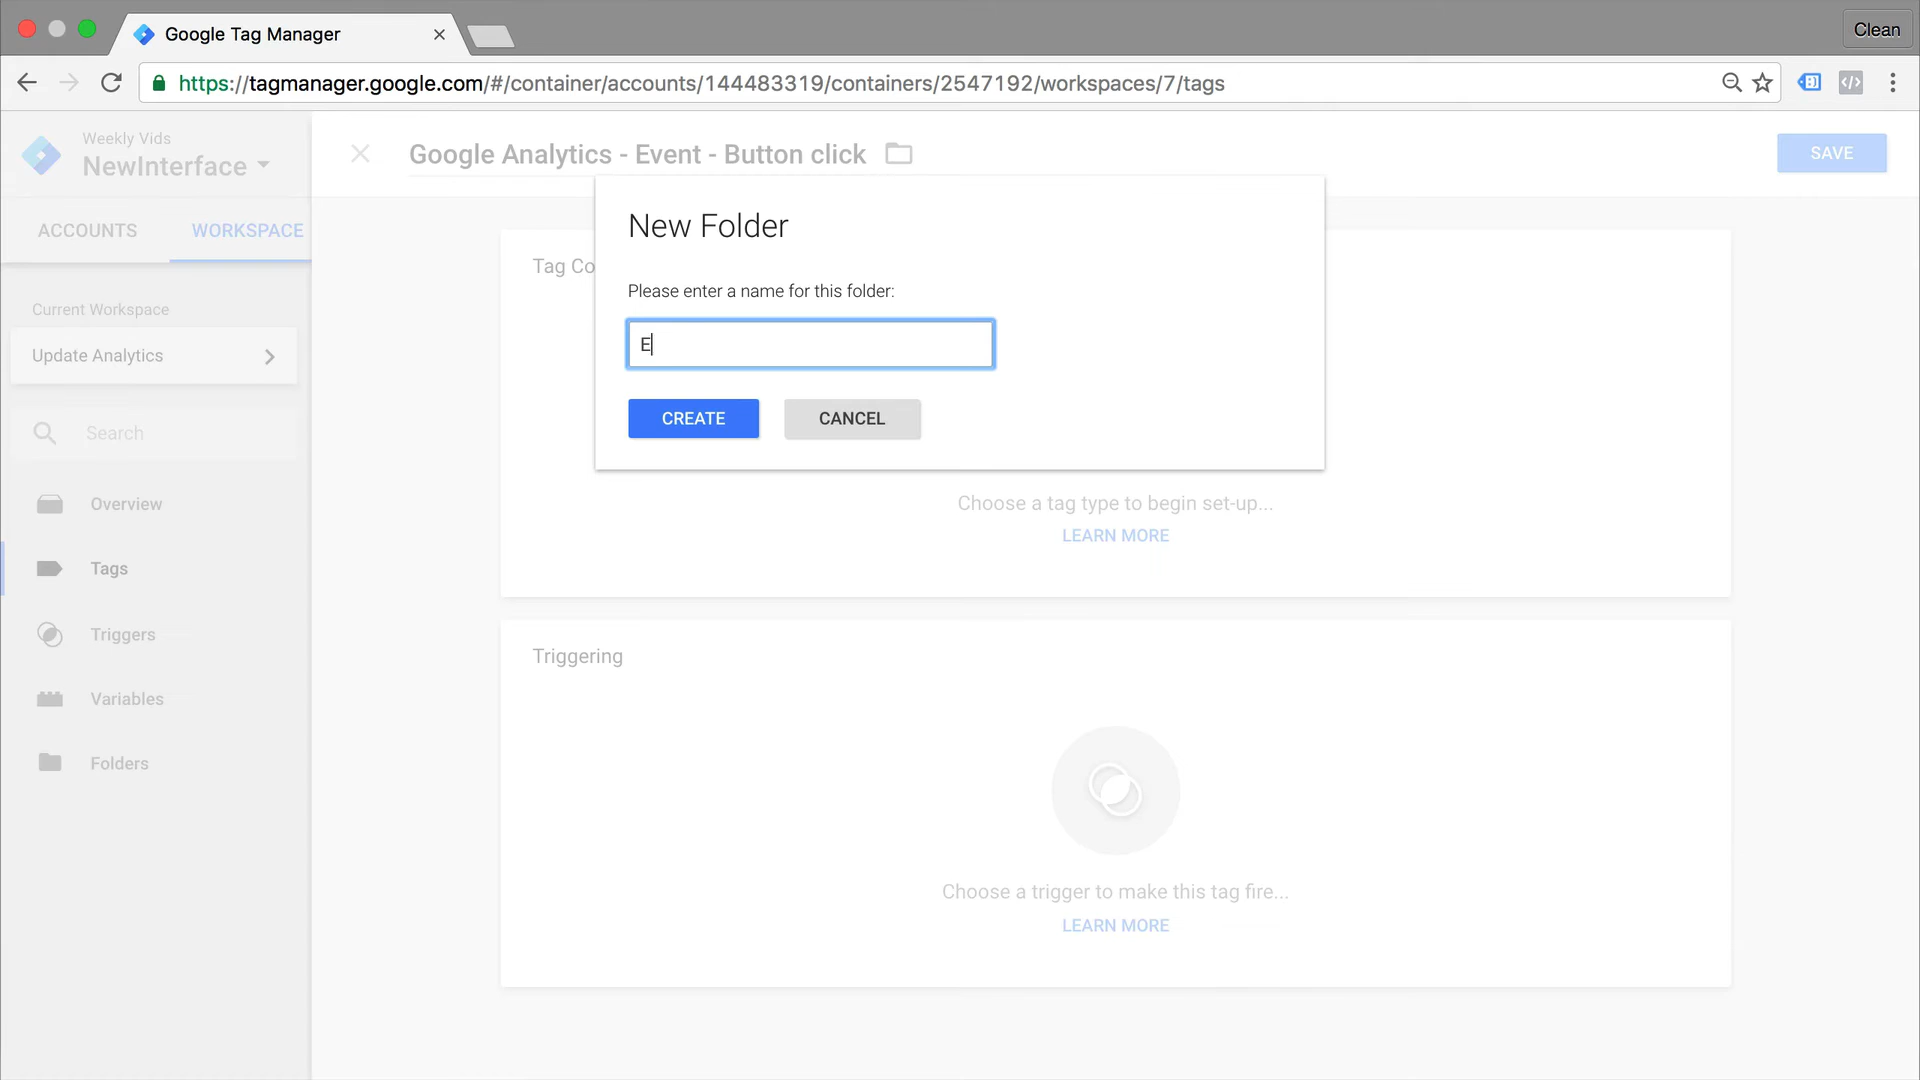 Google Tag Manager
Clean
https://tagmanager.google.com/#/container/accounts/144483319/containers/2547192/workspaces/7/tags
Weekly Vids
NewInterface
Google Analytics - Event - Button click
SAVE
ACCOUNTS
WORKSPACE
New Folder
Tag Co
Please enter a name for this folder:
Current Workspace
E
Update Analytics
CREATE
CANCEL
Search
Overview
Choose a tag type to begin set-up...
LEARN MORE
Tags
Triggers
Triggering
Variables
Folders
Choose a trigger to make this tag fire...
LEARN MORE